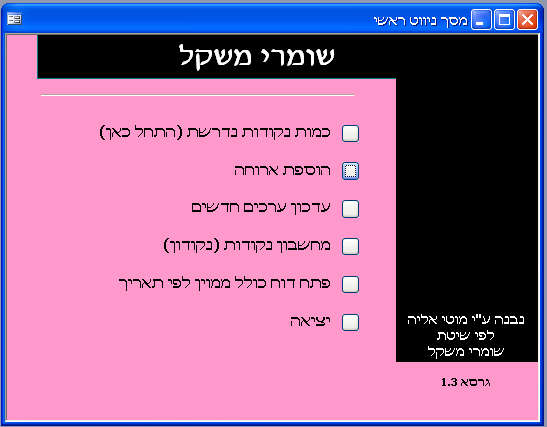 מסך ניווט ראשי
שומרי משקל
כמות נקודות נדרשת (התחל כאן)
הוספת ארוחה
עדכון ערכים חדשים
מחשבון נקודות (נקודון)
פתח דוח כולל ממוין לפי תאריך
יציאה
נבנה ע"י מוטי אליה
לפי שיטת
שומרי משקל
גרסא 1.3